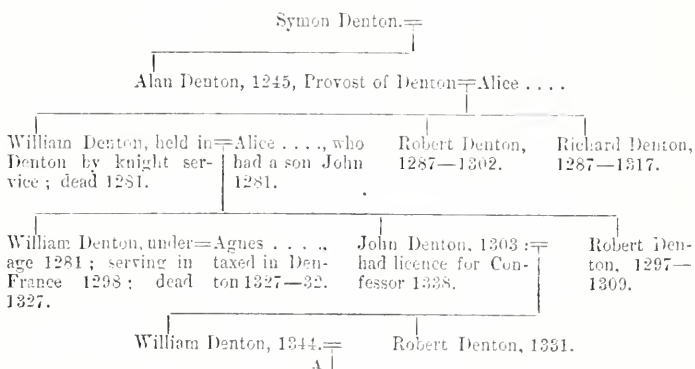 Symon Denton.=
Alan Denton, 1245, Provost of Denton=Alice . . . .
William Denton, held in=Alice . . . ., who
Denton by knight ser-
had a son John
vice ; dead 1281.
1281.
Robert Denton,
1287—1302.
Richard Denton,
1287—1317.
William Denton, under=Agnes . . . .,
age 1281 ; serving in
taxed in Den-
France 1298 ; dead
ton 1327—32.
1327.
John Denton, 1303 :=
had licence for Con-
fessor 1338.
Robert Den-
ton, 1297—
1309.
William Denton, 1344.=
Robert Denton, 1331.
A